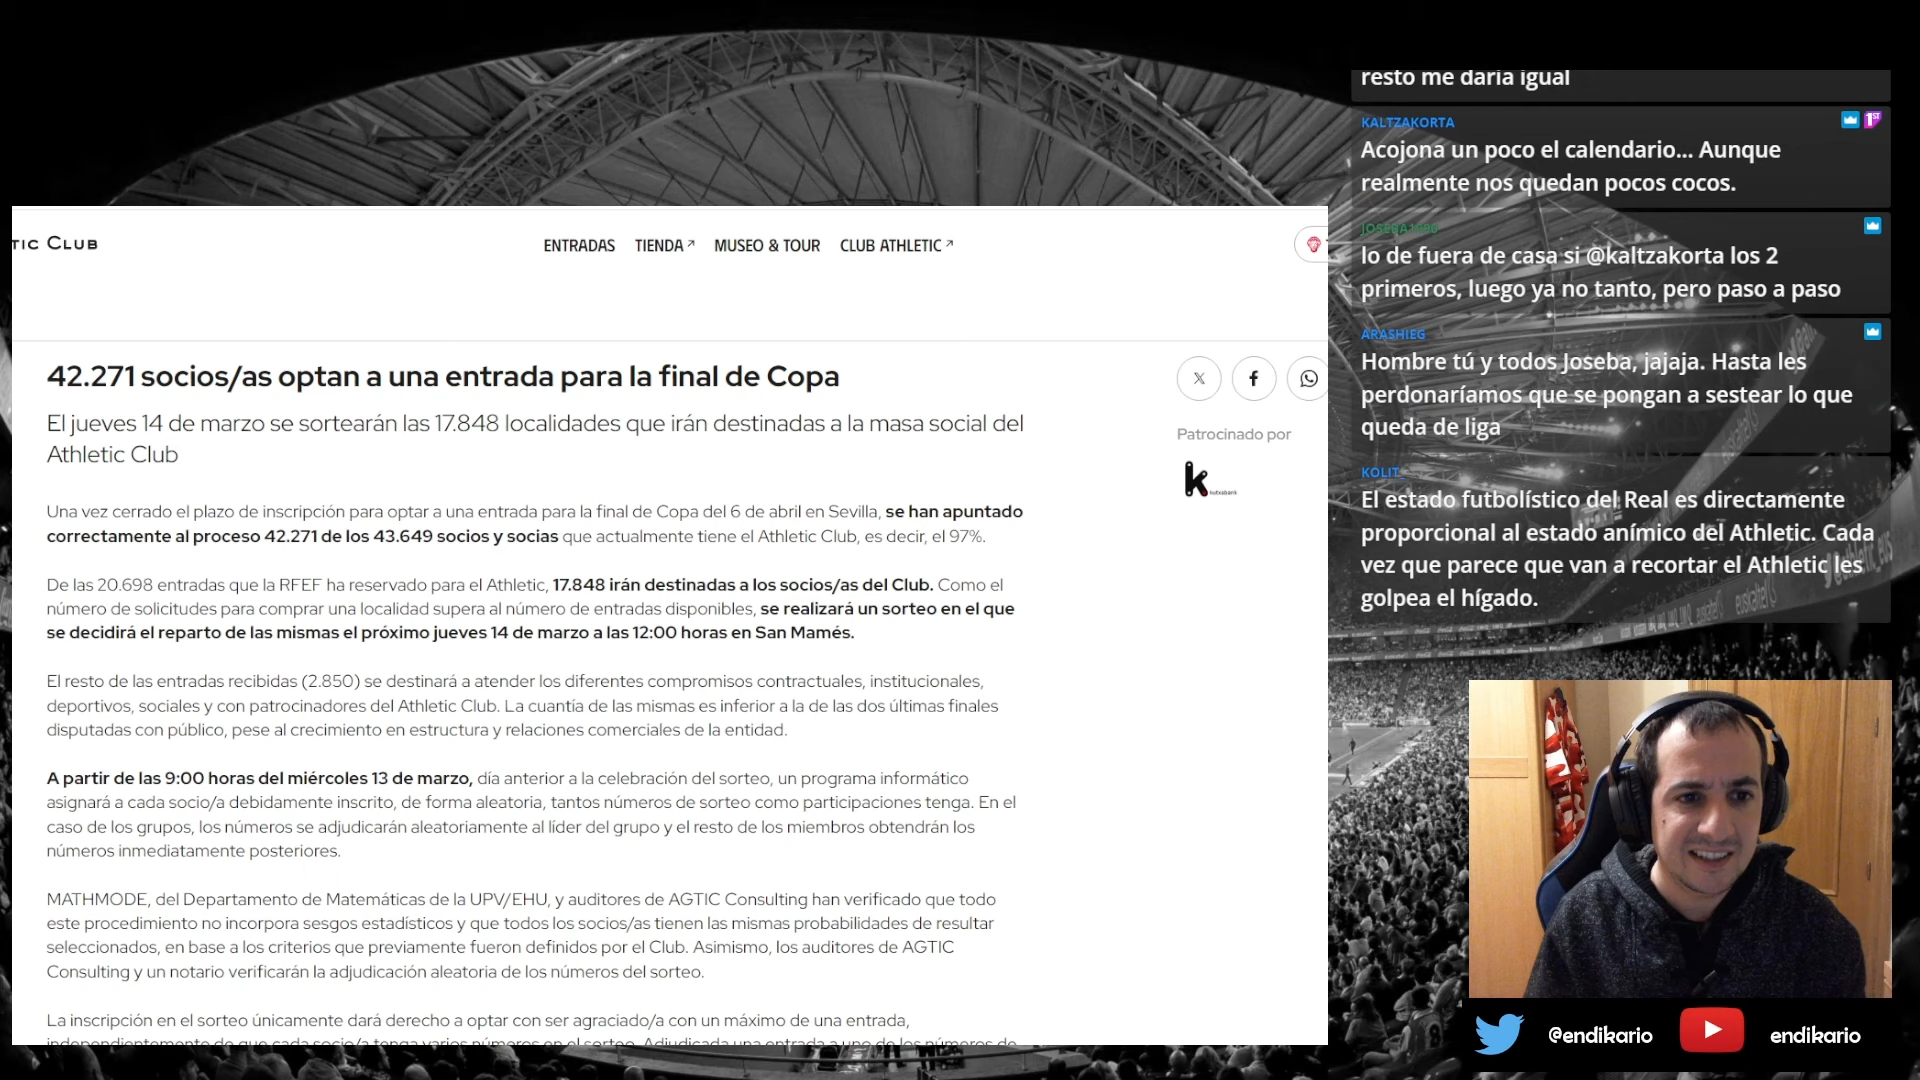 TIC CLUB
ENTRADAS TIENDA MUSEO & TOUR CLUB ATHLETIC
42.271 socios/as optan a una entrada para la final de Copa
El jueves 14 de marzo se sortearán las 17.848 localidades que irán destinadas a la masa social del
Athletic Club
Una vez cerrado el plazo de inscripción para optar a una entrada para la final de Copa del 6 de abril en Sevilla, se han apuntado
correctamente al proceso 42.271 de los 43.649 socios y socias que actualmente tiene el Athletic Club, es decir, el 97%.
De las 20.698 entradas que la RFEF ha reservado para el Athletic, 17.848 irán destinadas a los socios/as del Club. Como el
número de solicitudes para comprar una localidad supera al número de entradas disponibles, se realizará un sorteo en el que
se decidirá el reparto de las mismas el próximo jueves 14 de marzo a las 12:00 horas en San Mamés.
El resto de las entradas recibidas (2.850) se destinará a atender los diferentes compromisos contractuales, institucionales,
deportivos, sociales y con patrocinadores del Athletic Club. La cuantía de las mismas es inferior a la de las dos últimas finales
disputadas con público, pese al crecimiento en estructura y relaciones comerciales de la entidad.
A partir de las 9:00 horas del miércoles 13 de marzo, día anterior a la celebración del sorteo, un programa informático
asignará a cada socio/a debidamente inscrito, de forma aleatoria, tantos números de sorteo como participaciones tenga. En el
caso de los grupos, los números se adjudicarán aleatoriamente al líder del grupo y el resto de los miembros obtendrán los
números inmediatamente posteriores.
MATHMODE, del Departamento de Matemáticas de la UPV/EHU, y auditores de AGTIC Consulting han verificado que todo
este procedimiento no incorpora sesgos estadísticos y que todos los socios/as tienen las mismas probabilidades de resultar
seleccionados, en base a los criterios que previamente fueron definidos por el Club. Asimismo, los auditores de AGTIC
Consulting y un notario verificarán la adjudicación aleatoria de los números del sorteo.
La inscripción en el sorteo únicamente dará derecho a optar con ser agraciado/a con un máximo de una entrada,
independientemente de que cada socio/a tenga varios números en el sorteo. Adjudicada una entrada a uno de los números de
Patrocinado por
k kutxabank
resto me daría igual
KALTZAKORTA
1ST
Acojona un poco el calendario... Aunque
realmente nos quedan pocos cocos.
JOSEBA1980
lo de fuera de casa si @kaltzakorta los 2
primeros, luego ya no tanto, pero paso a paso
ARASHIEG
Hombre tú y todos Joseba, jajaja. Hasta les
perdonaríamos que se pongan a sestear lo que
queda de liga
KOLIT_
El estado futbolístico del Real es directamente
proporcional al estado anímico del Athletic. Cada
vez que parece que van a recortar el Athletic les
golpea el hígado.
@endikario
endikario